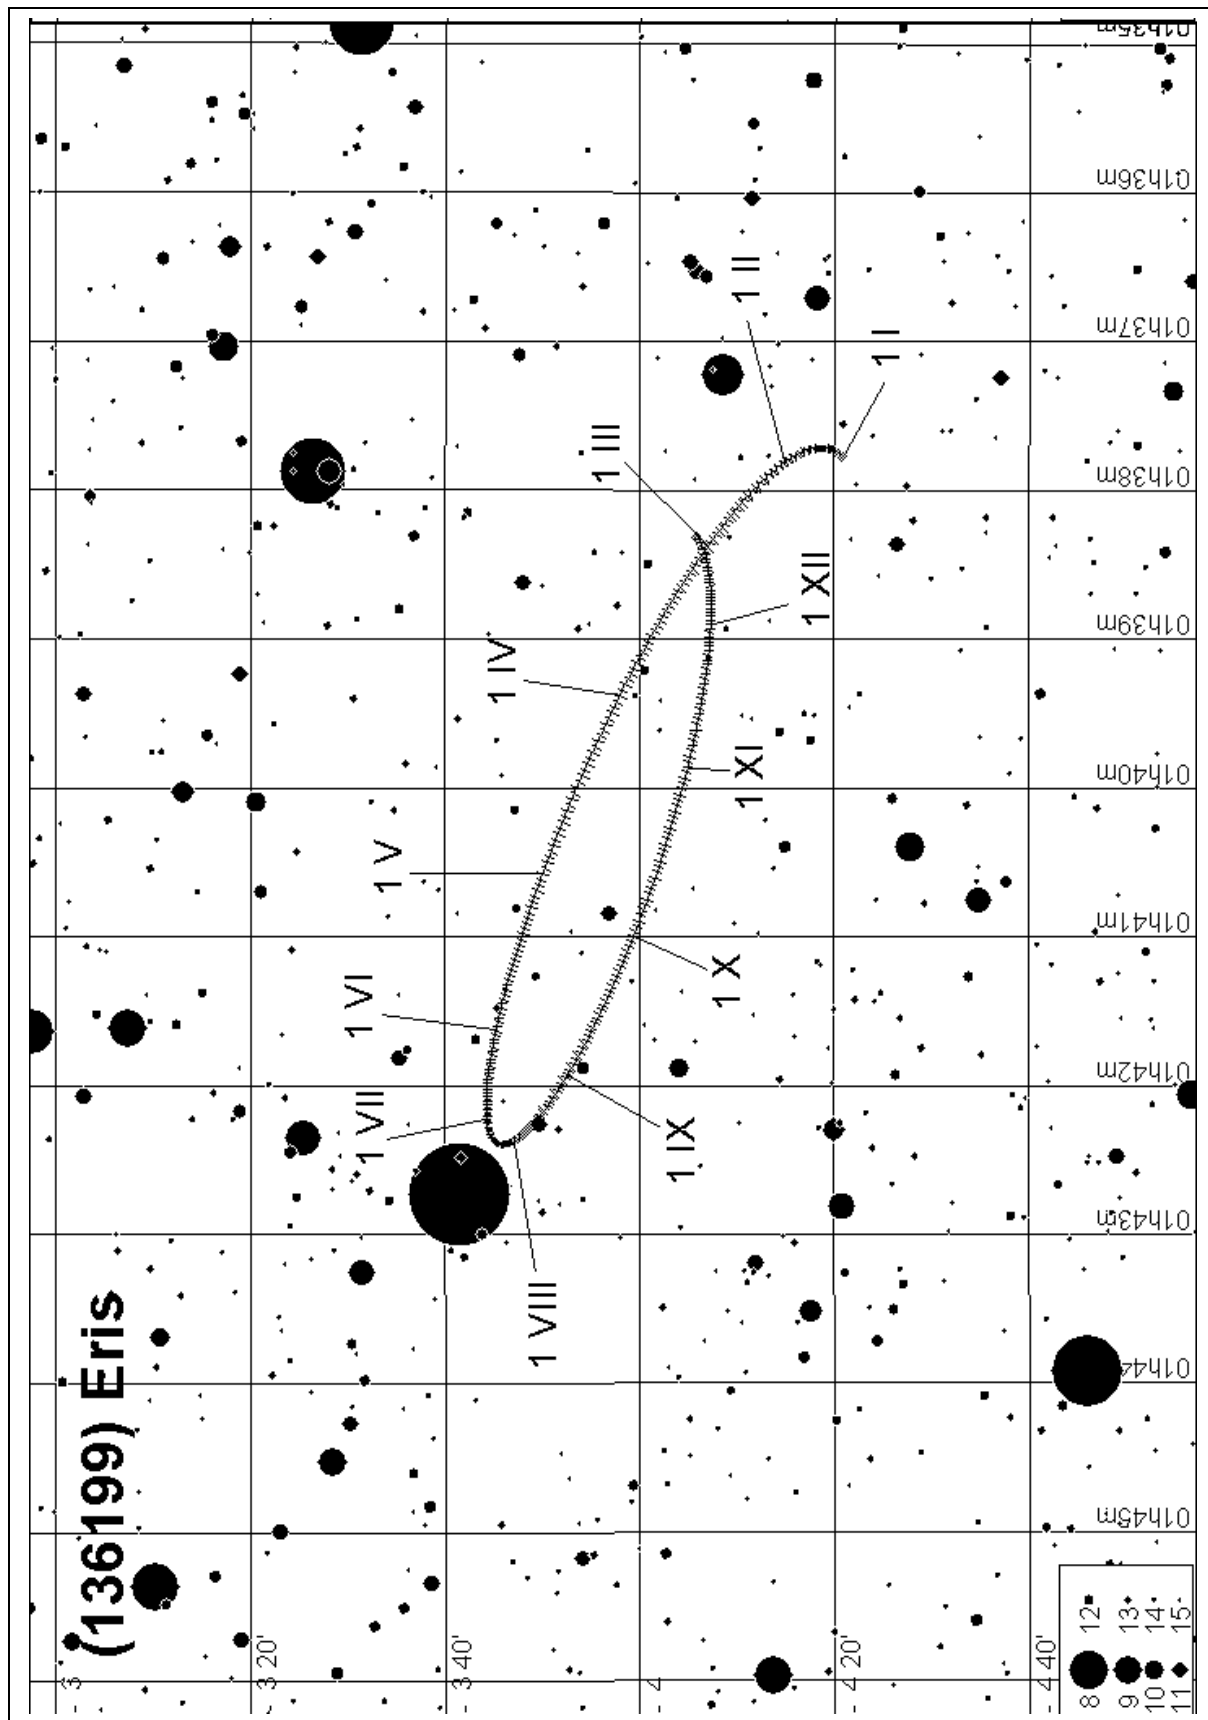 (136199) Eris
01h35m
01h36m
01h37m
01h38m
01h39m
01h40m
01h41m
01h42m
01h43m
01h44
01h45m
1 I
1 II
1 III
1 IV
1 V
1 VI
1 VII
1 VIII
1 IX
1 X
1 XI
1 XII
- 3
- 3 20'
- 3 40'
- 4
- 4 20'
- 4 40'
8 12
9 13
10 14
11 15